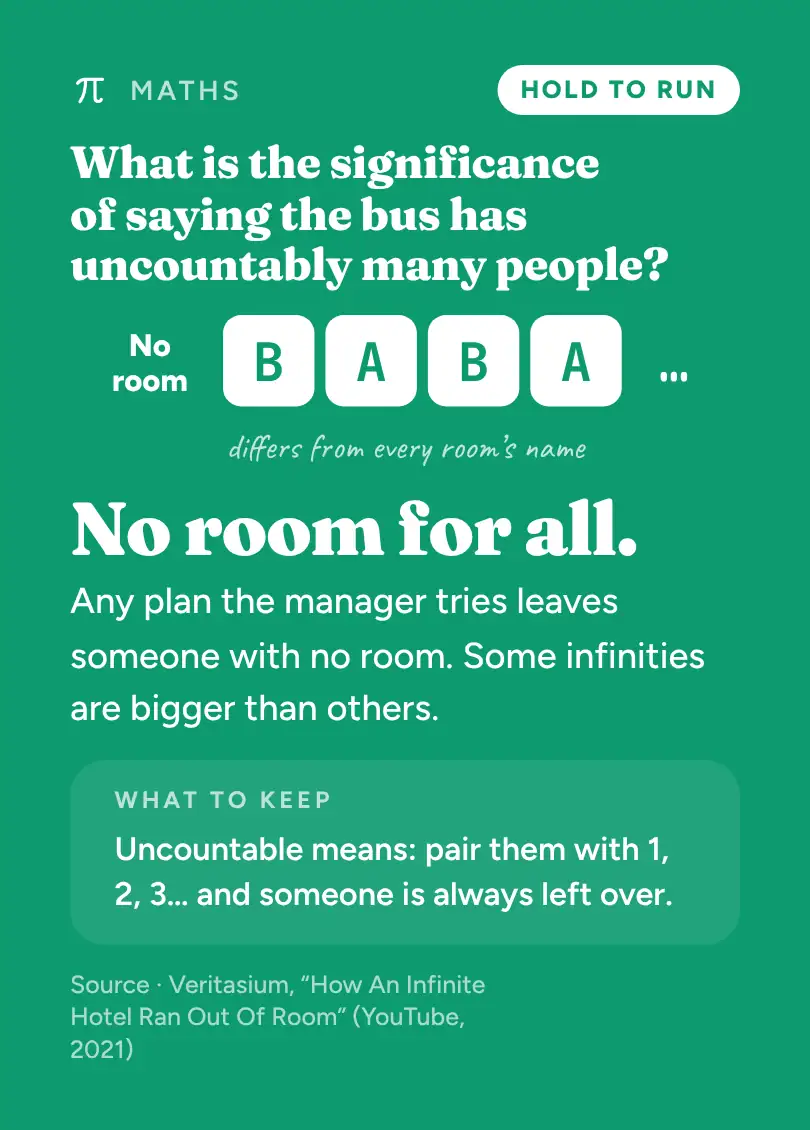 π MATHS
HOLD TO RUN
What is the significance
of saying the bus has
uncountably many people?
No
room
B A B A ...
differs from every room’s name
No room for all.
Any plan the manager tries leaves
someone with no room. Some infinities
are bigger than others.
WHAT TO KEEP
Uncountable means: pair them with 1,
2, 3... and someone is always left over.
Source · Veritasium, “How An Infinite
Hotel Ran Out Of Room” (YouTube,
2021)